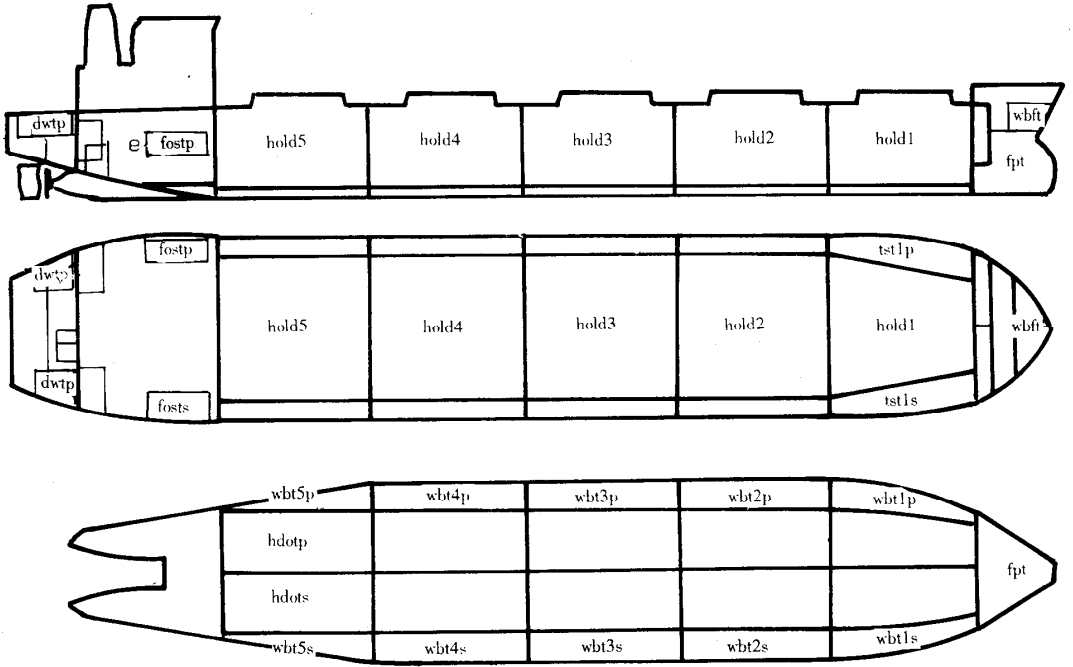 dwtp
e
fostp
hold5
hold4
hold3
hold2
hold1
wbft
fpt
fostp
tst1p
dwtp
hold5
hold4
hold3
hold2
hold1
wbft
dwtp
fosts
tst1s
wbt5p
wbt4p
wbt3p
wbt2p
wbt1p
hdotp
fpt
hdots
wbt5s
wbt4s
wbt3s
wbt2s
wbt1s